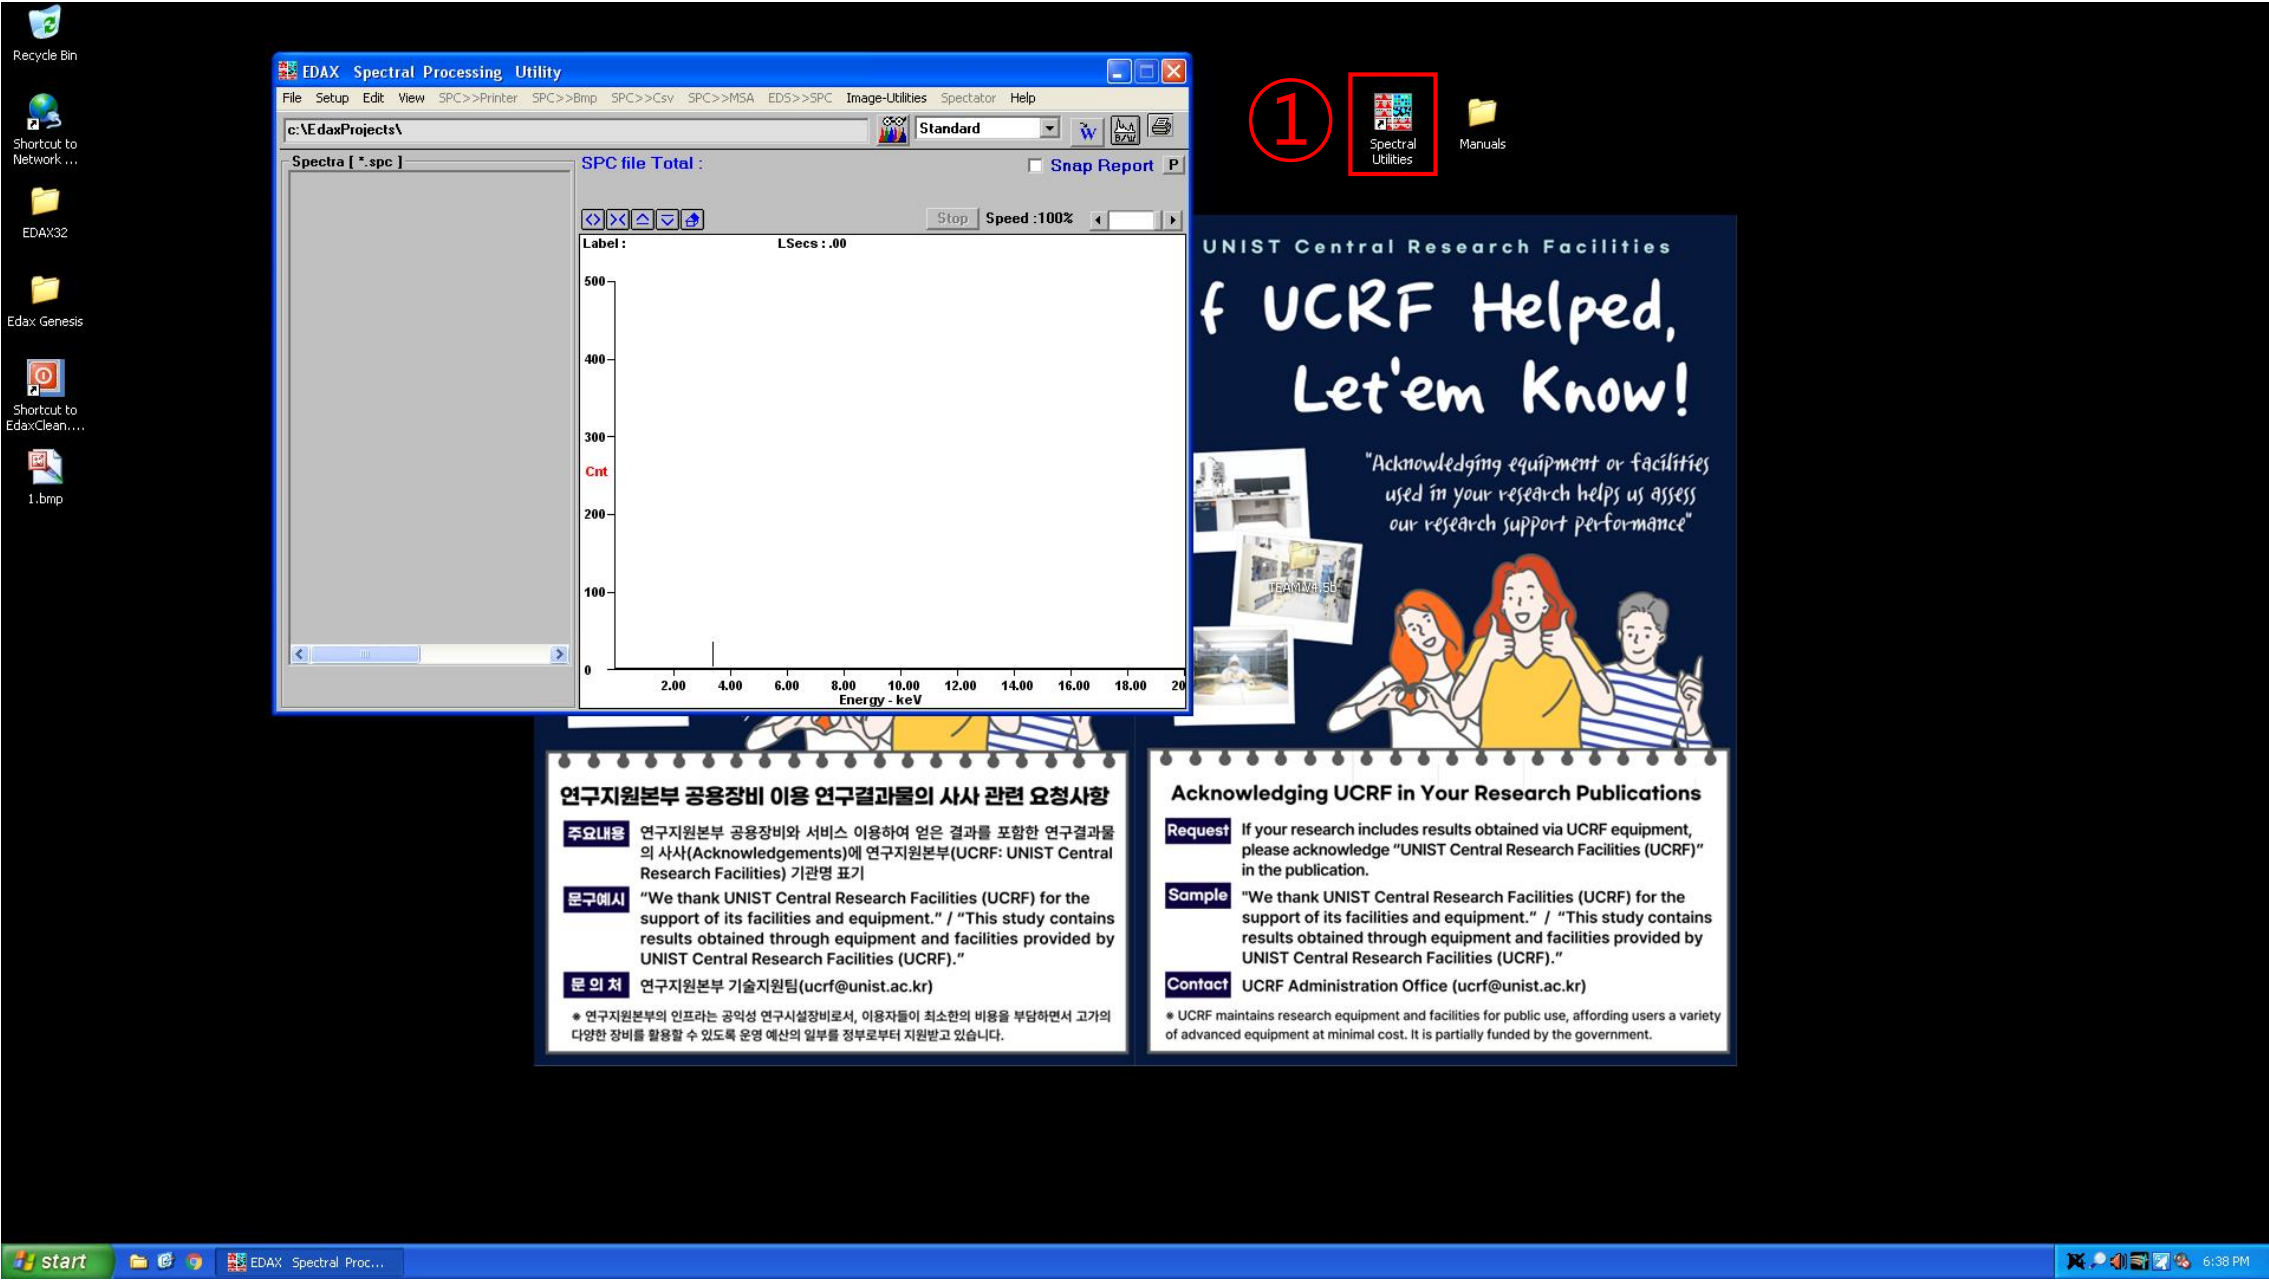 Recycle Bin
Shortcut to
Network ...
EDAX32
Edax Genesis
Shortcut to
EdaxClean....
1.bmp
EDAX Spectral Processing Utility
File Setup Edit View SPC>>Printer SPC>>Bmp SPC>>Csv SPC>>MSA EDS>>SPC Image-Utilities Spectator Help
c:\EdaxProjects\
Standard
W
B/W
Spectra [ *.spc ]
SPC file Total :
Snap Report P
Stop Speed :100%
Label :
LSecs : .00
500
400
300
Cnt
200
100
0
2.00 4.00 6.00 8.00 10.00 12.00 14.00 16.00 18.00 20
Energy - keV
①
Spectral
Utilities
Manuals
UNIST Central Research Facilities
f UCRF Helped,
Let'em Know!
"Acknowledging equipment or facilities
used in your research helps us assess
our research support performance"
TEAM V4.5b
연구지원본부 공용장비 이용 연구결과물의 사사 관련 요청사항
주요내용 연구지원본부 공용장비와 서비스 이용하여 얻은 결과를 포함한 연구결과물
의 사사(Acknowledgements)에 연구지원본부(UCRF: UNIST Central
Research Facilities) 기관명 표기
문구예시 “We thank UNIST Central Research Facilities (UCRF) for the
support of its facilities and equipment.” / “This study contains
results obtained through equipment and facilities provided by
UNIST Central Research Facilities (UCRF).”
문 의 처 연구지원본부 기술지원팀(ucrf@unist.ac.kr)
※ 연구지원본부의 인프라는 공익성 연구시설장비로서, 이용자들이 최소한의 비용을 부담하면서 고가의
다양한 장비를 활용할 수 있도록 운영 예산의 일부를 정부로부터 지원받고 있습니다.
Acknowledging UCRF in Your Research Publications
Request If your research includes results obtained via UCRF equipment,
please acknowledge “UNIST Central Research Facilities (UCRF)”
in the publication.
Sample "We thank UNIST Central Research Facilities (UCRF) for the
support of its facilities and equipment.” / “This study contains
results obtained through equipment and facilities provided by
UNIST Central Research Facilities (UCRF).”
Contact UCRF Administration Office (ucrf@unist.ac.kr)
※ UCRF maintains research equipment and facilities for public use, affording users a variety
of advanced equipment at minimal cost. It is partially funded by the government.
start
EDAX Spectral Proc...
6:38 PM